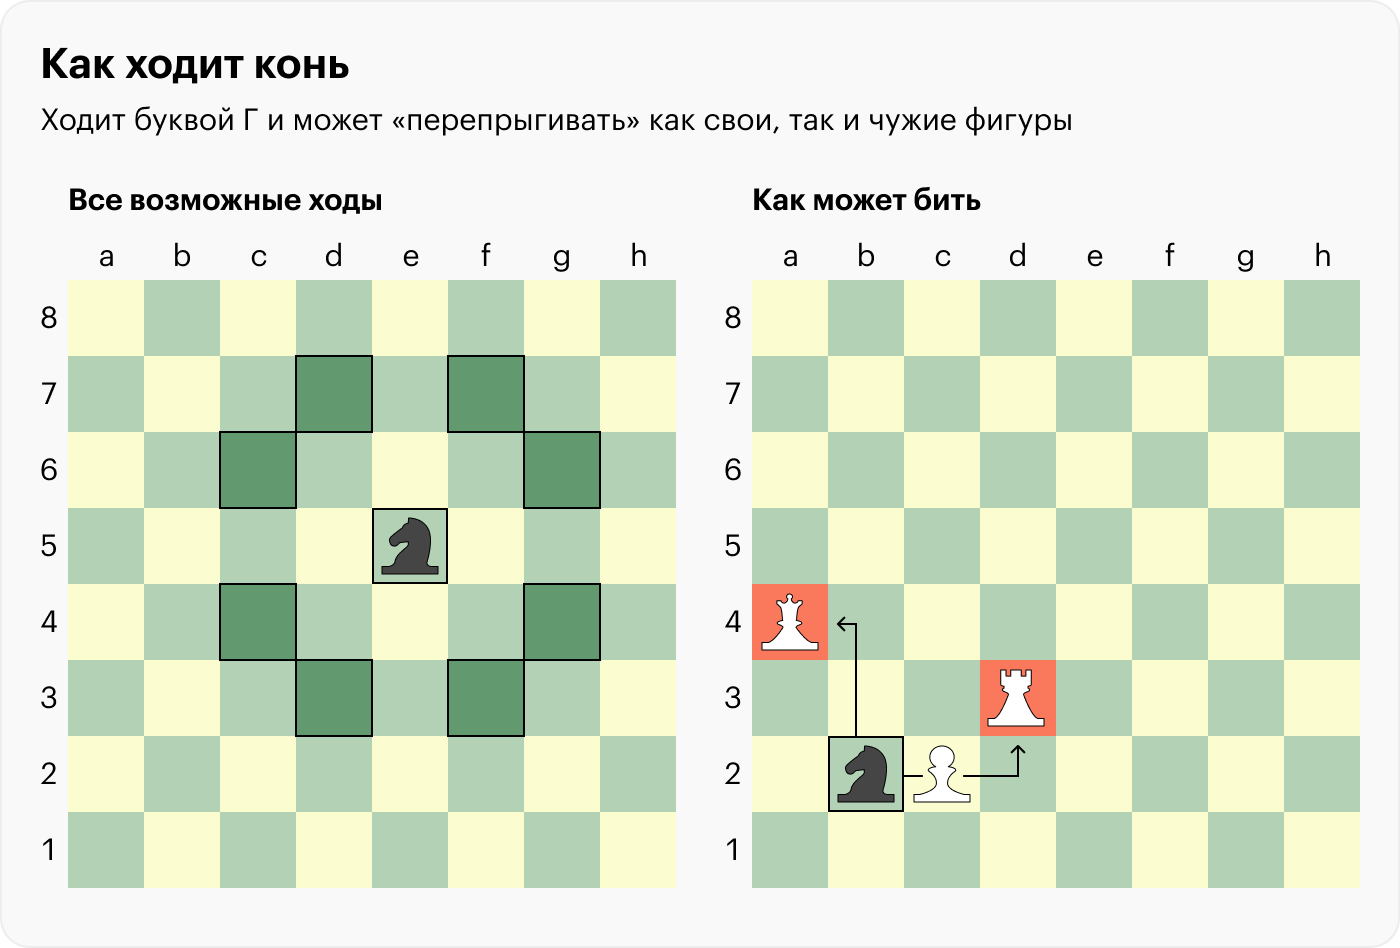 Как ходит конь
Ходит буквой Г и может «перепрыгивать» как свои, так и чужие фигуры
Все возможные ходы
a b c d e f g h
8
7
6
5
4
3
2
1
Как может бить
a b c d e f g h
8
7
6
5
4
3
2
1